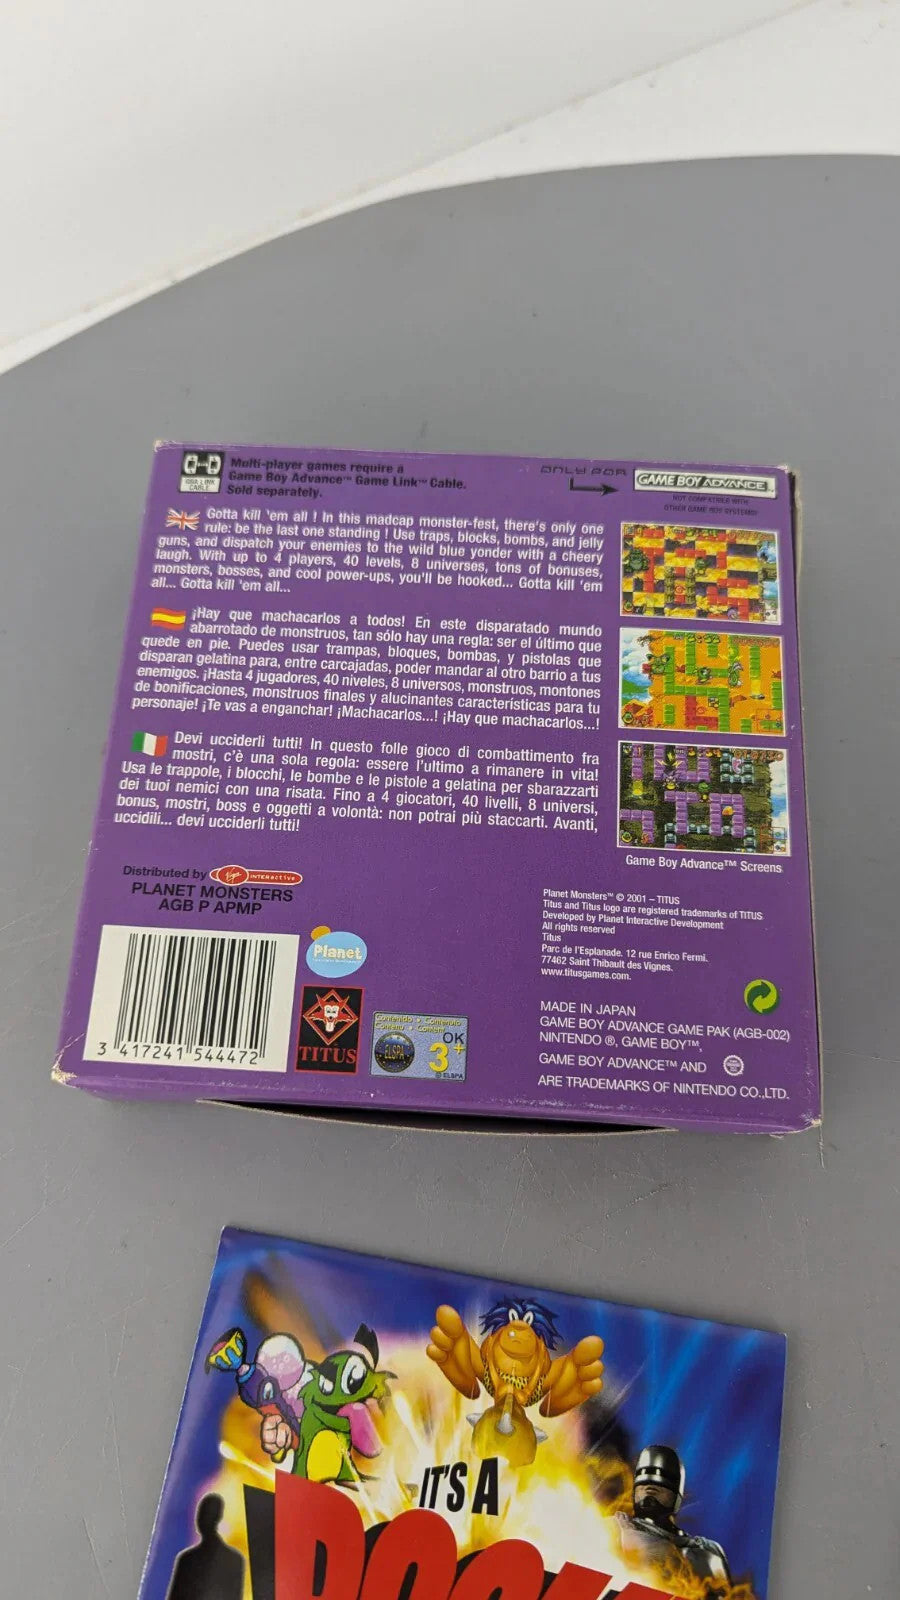 GBA LINK
CABLE
Multi-player games require a
Game Boy Advance™ Game Link™ Cable.
Sold separately.
ONLY FOR
GAME BOY ADVANCE™
NOT COMPATIBLE WITH
OTHER GAME BOY SYSTEMS!
Gotta kill 'em all ! In this madcap monster-fest, there's only one
rule: be the last one standing ! Use traps, blocks, bombs, and jelly
guns, and dispatch your enemies to the wild blue yonder with a cheery
laugh. With up to 4 players, 40 levels, 8 universes, tons of bonuses,
monsters, bosses, and cool power-ups, you'll be hooked... Gotta kill 'em
all... Gotta kill 'em all...
¡Hay que machacarlos a todos! En este disparatado mundo
abarrotado de monstruos, tan sólo hay una regla: ser el último que
quede en pie. Puedes usar trampas, bloques, bombas, y pistolas que
disparan gelatina para, entre carcajadas, poder mandar al otro barrio a tus
enemigos. ¡Hasta 4 jugadores, 40 niveles, 8 universos, monstruos, montones
de bonificaciones, monstruos finales y alucinantes características para tu
personaje! ¡Te vas a enganchar! ¡Machacarlos...! ¡Hay que machacarlos...!
Devi ucciderli tutti! In questo folle gioco di combattimento fra
mostri, c'è una sola regola: essere l'ultimo a rimanere in vita!
Usa le trappole, i blocchi, le bombe e le pistole a gelatina per sbarazzarti
dei tuoi nemici con una risata. Fino a 4 giocatori, 40 livelli, 8 universi,
bonus, mostri, boss e oggetti a volontà: non potrai più staccarti. Avanti,
uccidili... devi ucciderli tutti!
Game Boy Advance™ Screens
Distributed by Virgin INTERactive
PLANET MONSTERS
AGB P APMP
Planet Monsters™ © 2001 – TITUS
Titus and Titus logo are registered trademarks of TITUS
Developed by Planet Interactive Development
All rights reserved
Titus
Parc de l'Esplanade. 12 rue Enrico Fermi.
77462 Saint Thibault des Vignes.
www.titusgames.com.
Planet
TITUS
Contenido • Contenuto
Contenu • Content
ELSPA
OK
3+
© ELSPA
3 417241 544472
MADE IN JAPAN
GAME BOY ADVANCE GAME PAK (AGB-002)
NINTENDO ®, GAME BOY™,
GAME BOY ADVANCE™ AND
ARE TRADEMARKS OF NINTENDO CO.,LTD.
IT'S A